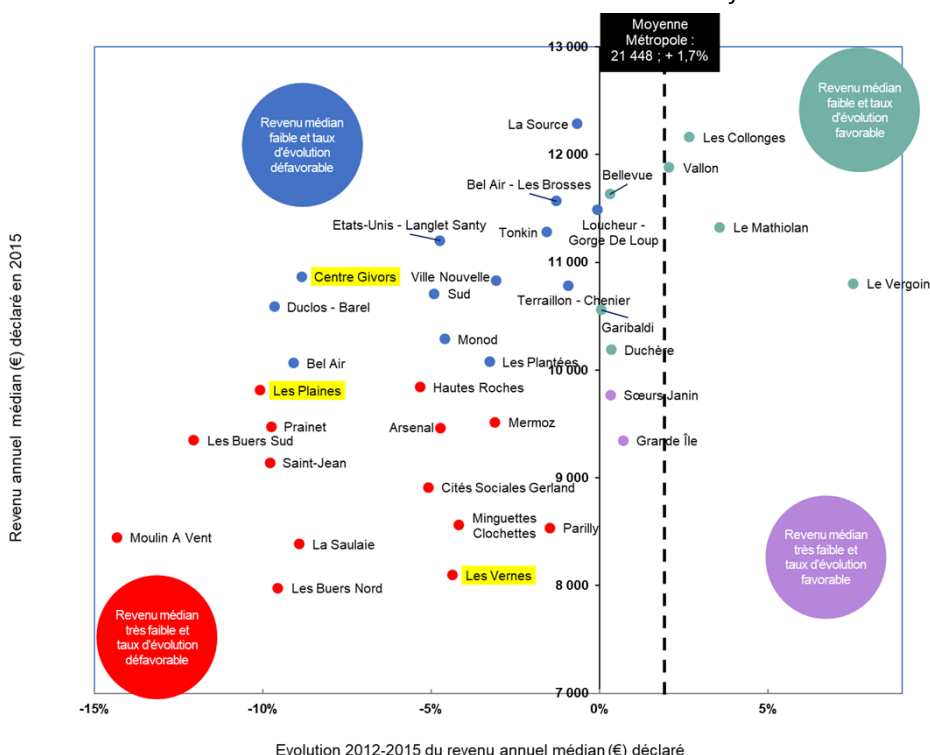 Moyenne
Métropole :
21 448 ; + 1,7%
13 000
Revenu médian
faible et taux
d'évolution
défavorable
Revenu médian
faible et taux
d'évolution
favorable
La Source
Les Collonges
12 000
Vallon
Bellevue
Bel Air - Les Brosses
Etats-Unis - Langlet Santy
Tonkin
Loucheur -
Gorge De Loup
Le Mathiolan
11 000
Centre Givors
Ville Nouvelle
Le Vergoin
Sud
Terraillon - Chenier
Duclos - Barel
Garibaldi
Monod
Duchère
Bel Air
Les Plantées
10 000
Les Plaines
Hautes Roches
Sœurs Janin
Prainet
Arsenal
Mermoz
Les Buers Sud
Grande Île
Saint-Jean
9 000
Cités Sociales Gerland
Minguettes
Clochettes
Parilly
Moulin A Vent
La Saulaie
Revenu médian
très faible et
taux d'évolution
favorable
Les Vernes
8 000
Les Buers Nord
Revenu médian
très faible et
taux d'évolution
défavorable
7 000
-15%
-10%
-5%
0%
5%
Revenu annuel médian (€) déclaré en 2015
Evolution 2012-2015 du revenu annuel médian (€) déclaré